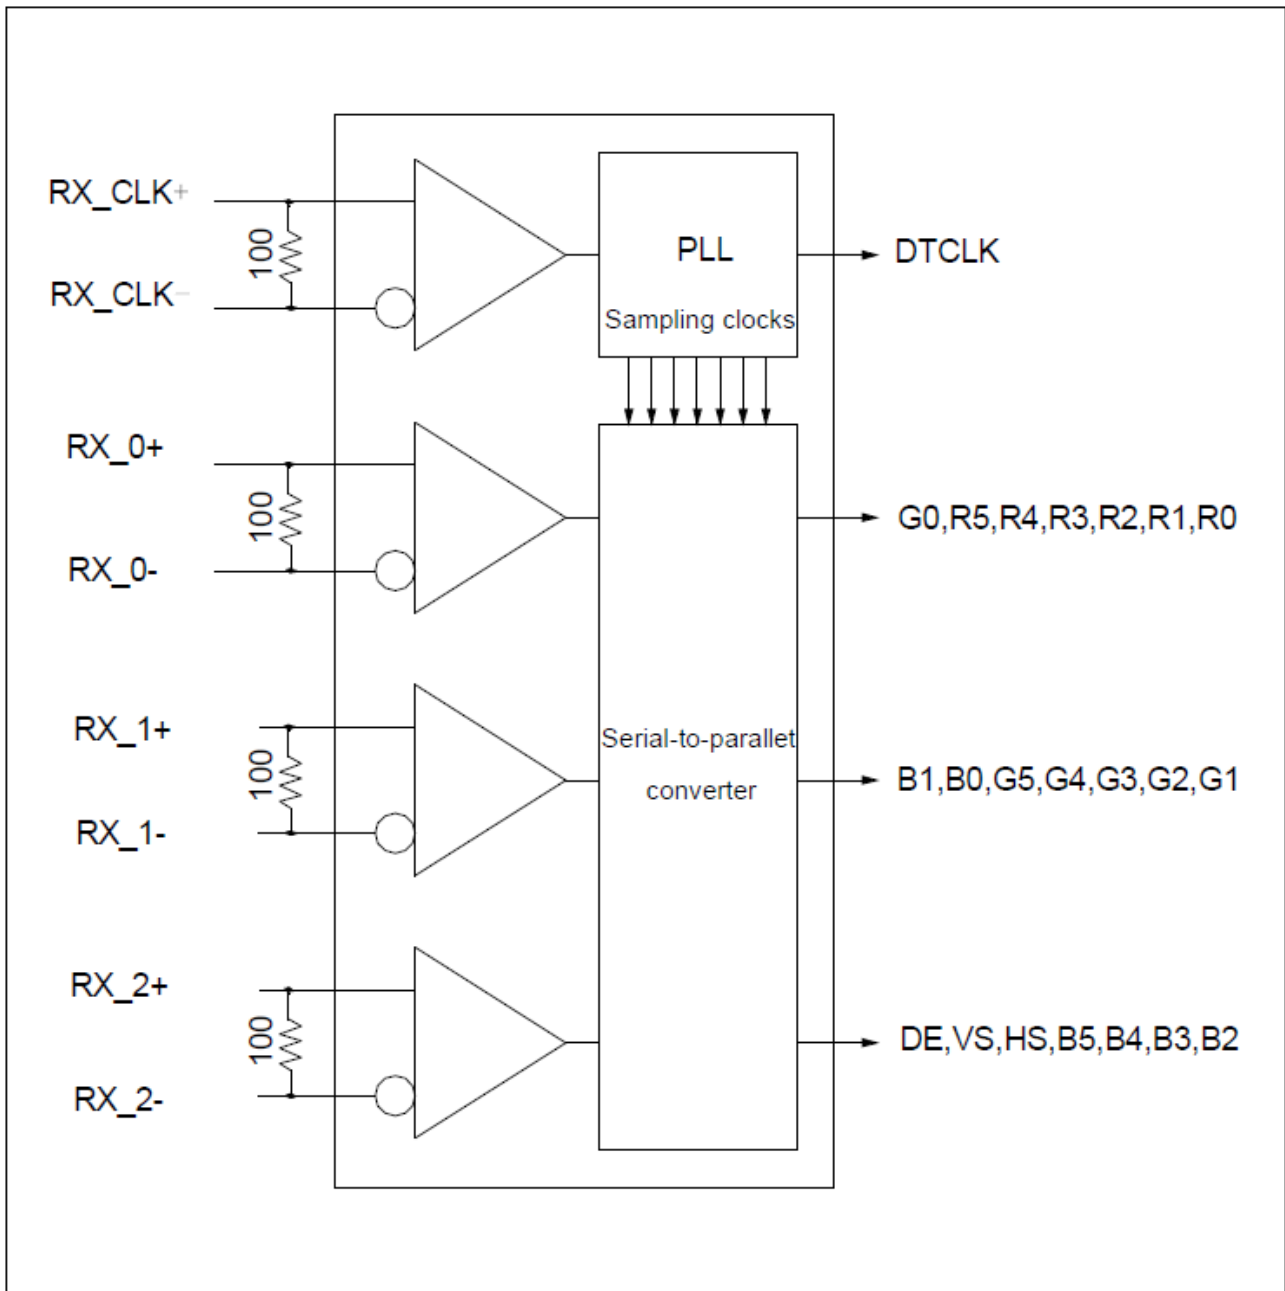 RX_CLK+
100
RX_CLK-
PLL
DTCLK
Sampling clocks
RX_0+
100
RX_0-
G0,R5,R4,R3,R2,R1,R0
RX_1+
100
RX_1-
Serial-to-parallet
converter
B1,B0,G5,G4,G3,G2,G1
RX_2+
100
RX_2-
DE,VS,HS,B5,B4,B3,B2